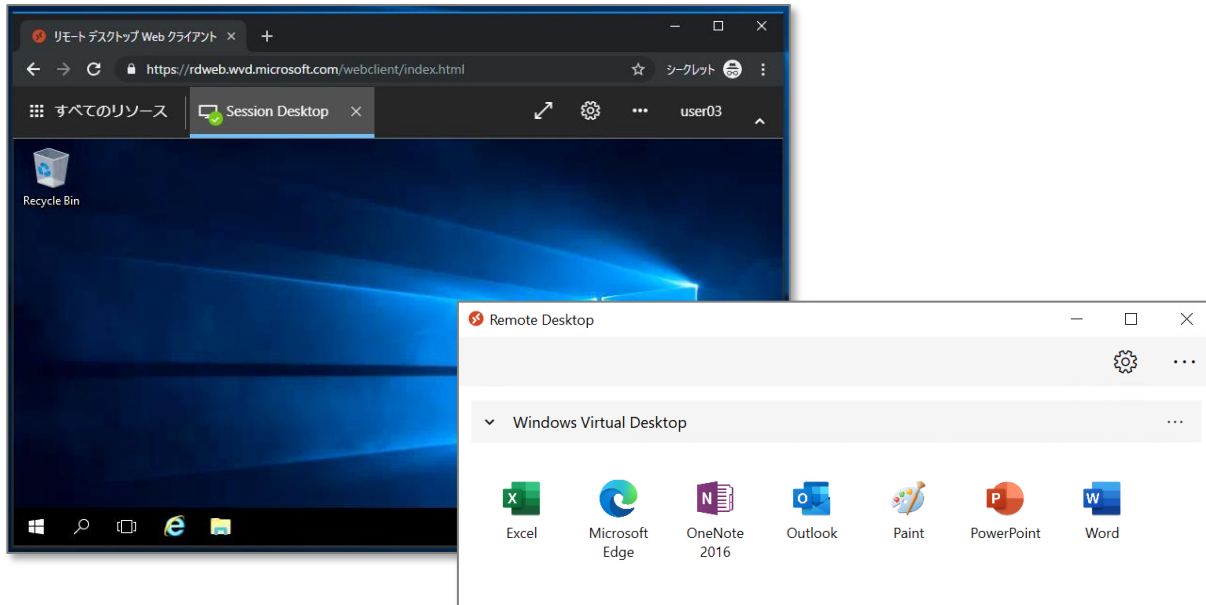 リモート デスクトップ Web クライアント
https://rdweb.wvd.microsoft.com/webclient/index.html
シークレット
すべてのリソース
Session Desktop
user03
Recycle Bin
Remote Desktop
Windows Virtual Desktop
Excel
Microsoft Edge
OneNote 2016
Outlook
Paint
PowerPoint
Word